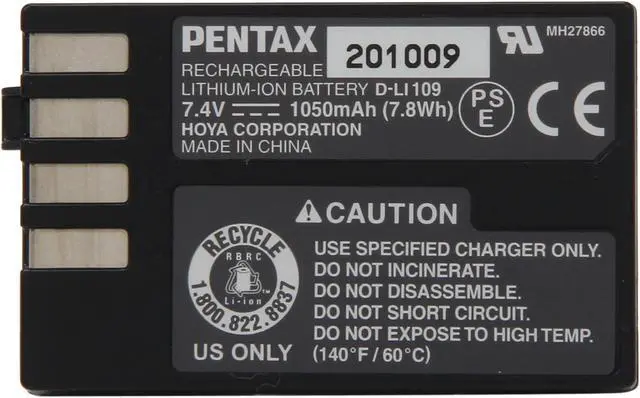 PENTAX 201009 MH27866
RECHARGEABLE
LITHIUM-ION BATTERY D-LI109
7.4V 1050mAh (7.8Wh)
HOYA CORPORATION
MADE IN CHINA
PS
E
CE
CAUTION
USE SPECIFIED CHARGER ONLY.
DO NOT INCINERATE.
DO NOT DISASSEMBLE.
DO NOT SHORT CIRCUIT.
DO NOT EXPOSE TO HIGH TEMP.
(140°F / 60°C)
RECYCLE
RBRC
Li-ion
1.800.822.8837
US ONLY